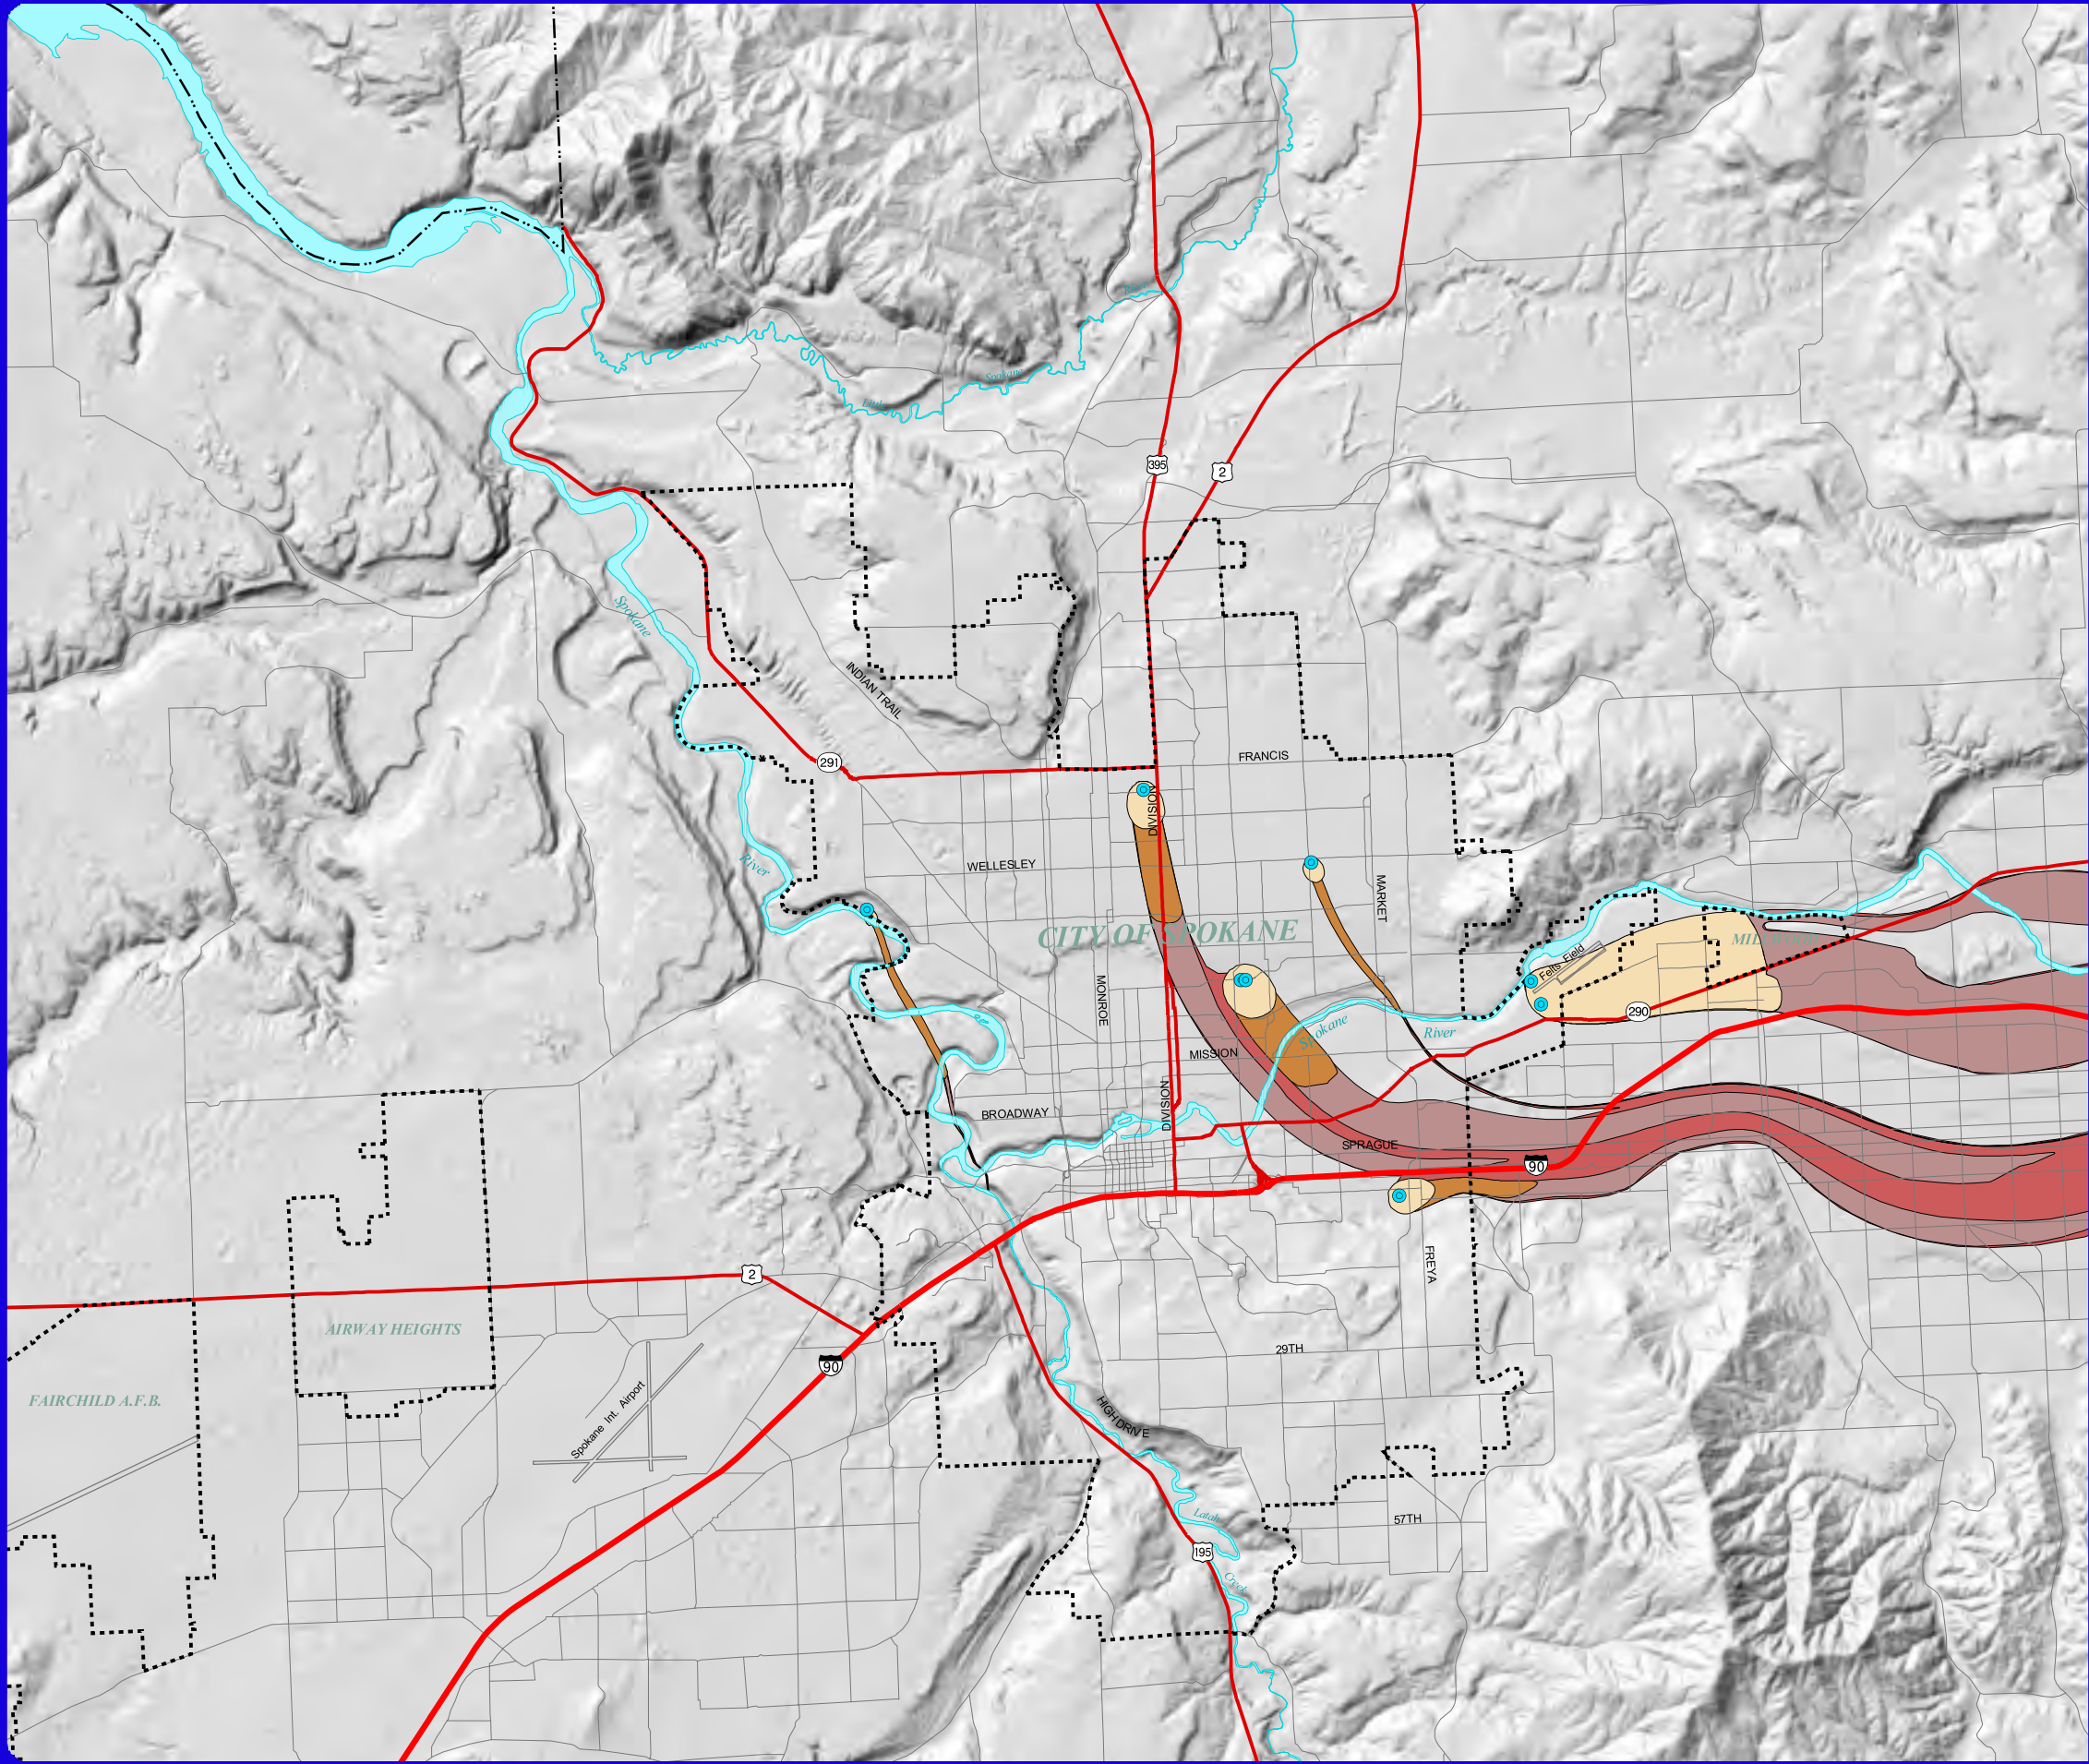 River
Spokane
Little
395
2
Spokane
INDIAN TRAIL
FRANCIS
291
DIVISION
WELLESLEY
River
MARKET
CITY OF SPOKANE
MILLWOOD
Felts Field
MONROE
290
Spokane
River
MISSION
DIVISION
BROADWAY
SPRAGUE
90
FREYA
2
AIRWAY HEIGHTS
29TH
90
FAIRCHILD A.F.B.
Spokane Int. Airport
HIGH DRIVE
Latah
57TH
195
Creek